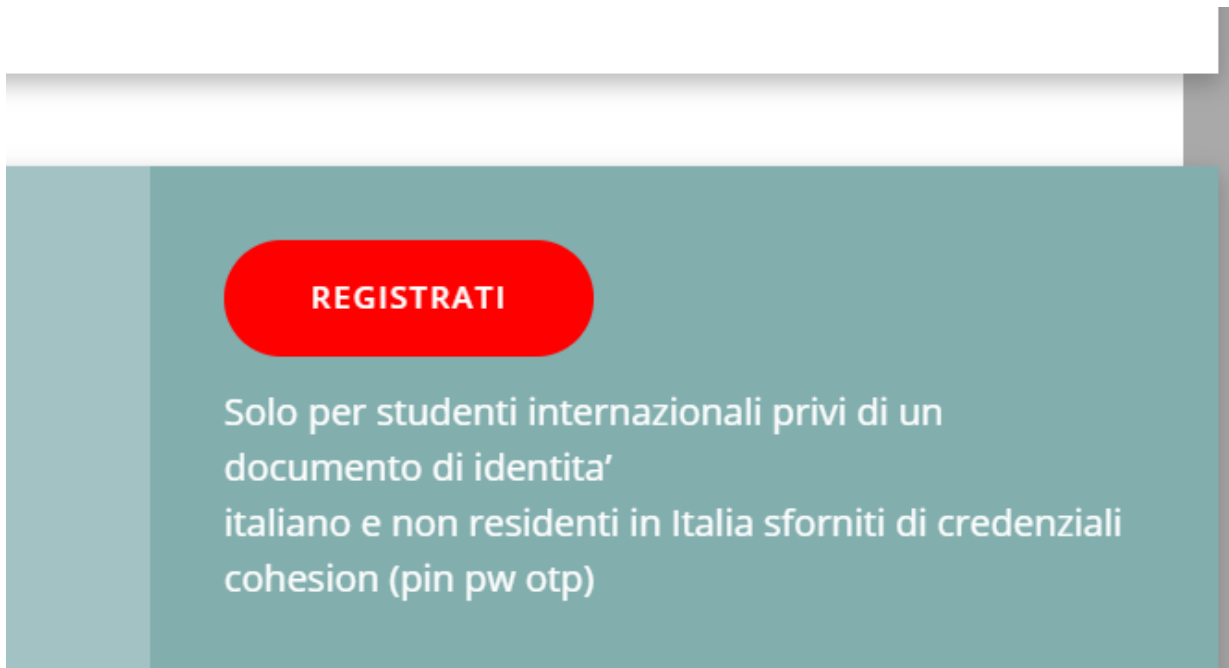 REGISTRATI
Solo per studenti internazionali privi di un
documento di identita’
italiano e non residenti in Italia sforniti di credenziali
cohesion (pin pw otp)